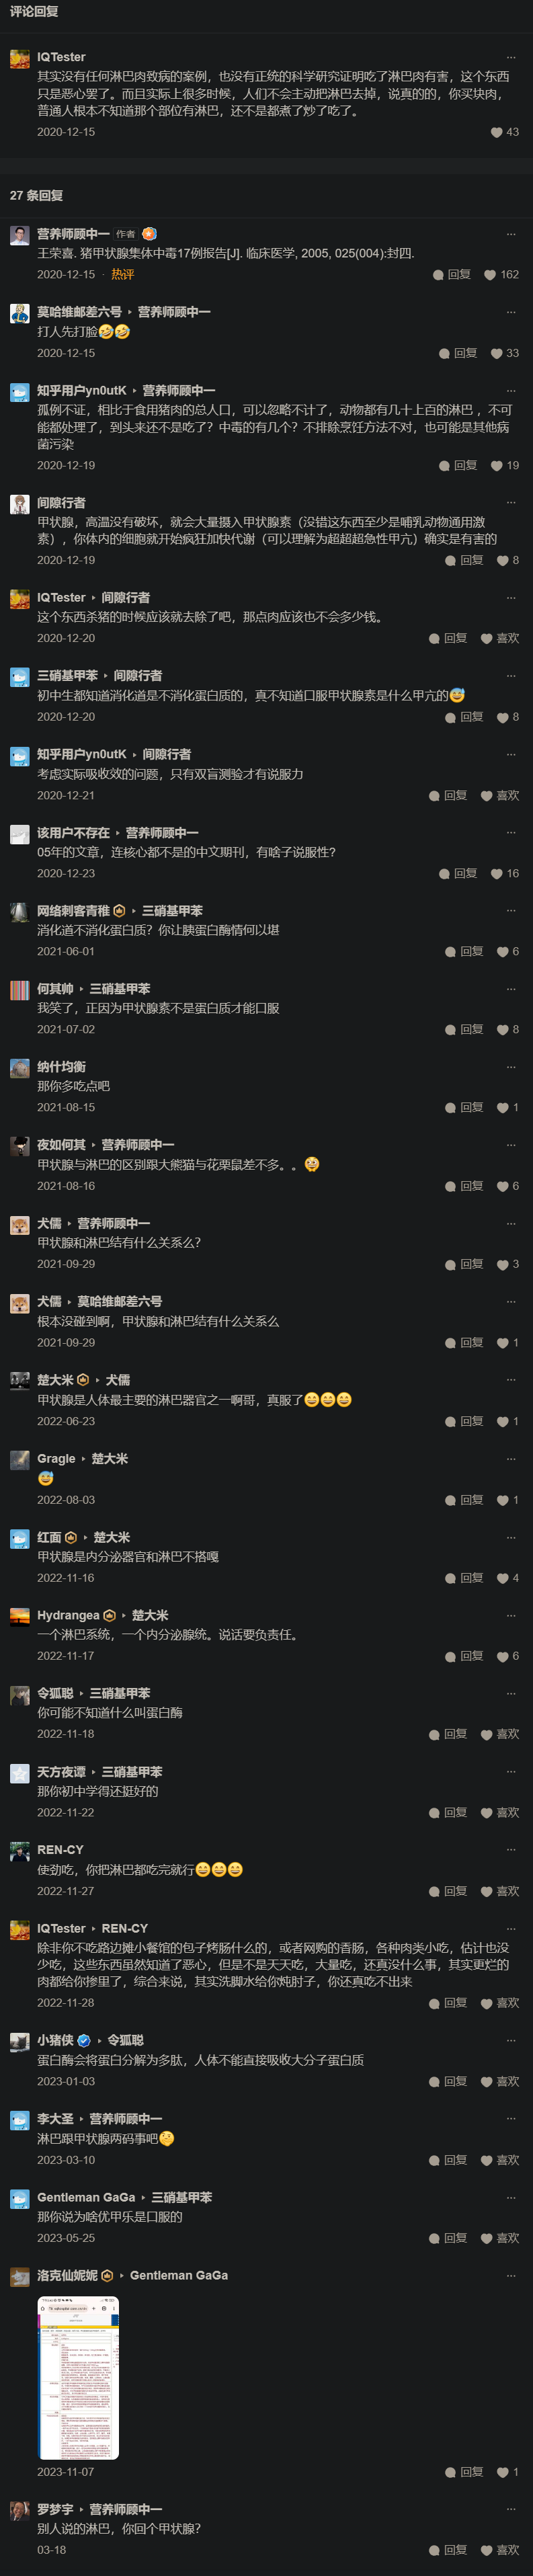 评论回复
IQTester
其实没有任何淋巴肉致病的案例，也没有正统的科学研究证明吃了淋巴肉有害，这个东西
只是恶心罢了。而且实际上很多时候，人们不会主动把淋巴去掉，说真的的，你买块肉，
普通人根本不知道那个部位有淋巴，还不是都煮了炒了吃了。
2020-12-15 43
27 条回复
营养师顾中一 作者
王荣喜. 猪甲状腺集体中毒17例报告[J]. 临床医学, 2005, 025(004):封四.
2020-12-15 · 热评 回复 162
莫哈维邮差六号 ▸ 营养师顾中一
打人先打脸🤣🤣
2020-12-15 回复 33
知乎用户yn0utK ▸ 营养师顾中一
孤例不证，相比于食用猪肉的总人口，可以忽略不计了，动物都有几十上百的淋巴 ，不可
能都处理了，到头来还不是吃了？中毒的有几个？不排除烹饪方法不对，也可能是其他病
菌污染
2020-12-19 回复 19
间隙行者
甲状腺，高温没有破坏，就会大量摄入甲状腺素（没错这东西至少是哺乳动物通用激
素），你体内的细胞就开始疯狂加快代谢（可以理解为超超超急性甲亢）确实是有害的
2020-12-19 回复 8
IQTester ▸ 间隙行者
这个东西杀猪的时候应该就去除了吧，那点肉应该也不会多少钱。
2020-12-20 回复 喜欢
三硝基甲苯 ▸ 间隙行者
初中生都知道消化道是不消化蛋白质的，真不知道口服甲状腺素是什么甲亢的😅
2020-12-20 回复 8
知乎用户yn0utK ▸ 间隙行者
考虑实际吸收效的问题，只有双盲测验才有说服力
2020-12-21 回复 喜欢
该用户不存在 ▸ 营养师顾中一
05年的文章，连核心都不是的中文期刊，有啥子说服性?
2020-12-23 回复 16
网络刺客青稚 ▸ 三硝基甲苯
消化道不消化蛋白质？你让胰蛋白酶情何以堪
2021-06-01 回复 6
何其帅 ▸ 三硝基甲苯
我笑了，正因为甲状腺素不是蛋白质才能口服
2021-07-02 回复 8
纳什均衡
那你多吃点吧
2021-08-15 回复 1
夜如何其 ▸ 营养师顾中一
甲状腺与淋巴的区别跟大熊猫与花栗鼠差不多。。
2021-08-16 回复 6
犬儒 ▸ 营养师顾中一
甲状腺和淋巴结有什么关系么？
2021-09-29 回复 3
犬儒 ▸ 莫哈维邮差六号
根本没碰到啊，甲状腺和淋巴结有什么关系么
2021-09-29 回复 1
楚大米 ▸ 犬儒
甲状腺是人体最主要的淋巴器官之一啊哥，真服了😄😄😄
2022-06-23 回复 1
Gragle ▸ 楚大米
😅
2022-08-03 回复 1
红面 ▸ 楚大米
甲状腺是内分泌器官和淋巴不搭嘎
2022-11-16 回复 4
Hydrangea ▸ 楚大米
一个淋巴系统，一个内分泌腺统。说话要负责任。
2022-11-17 回复 6
令狐聪 ▸ 三硝基甲苯
你可能不知道什么叫蛋白酶
2022-11-18 回复 喜欢
天方夜谭 ▸ 三硝基甲苯
那你初中学得还挺好的
2022-11-22 回复 喜欢
REN-CY
使劲吃，你把淋巴都吃完就行😄😄😄
2022-11-27 回复 喜欢
IQTester ▸ REN-CY
除非你不吃路边摊小餐馆的包子烤肠什么的，或者网购的香肠，各种肉类小吃，估计也没
少吃，这些东西虽然知道了恶心，但是不是天天吃，大量吃，还真没什么事，其实更烂的
肉都给你掺里了，综合来说，其实洗脚水给你炖肘子，你还真吃不出来
2022-11-28 回复 喜欢
小猪侠 ▸ 令狐聪
蛋白酶会将蛋白分解为多肽，人体不能直接吸收大分子蛋白质
2023-01-03 回复 喜欢
李大圣 ▸ 营养师顾中一
淋巴跟甲状腺两码事吧🤔
2023-03-10 回复 喜欢
Gentleman GaGa ▸ 三硝基甲苯
那你说为啥优甲乐是口服的
2023-05-25 回复 喜欢
洛克仙妮妮 ▸ Gentleman GaGa
2023-11-07 回复 1
罗梦宇 ▸ 营养师顾中一
别人说的淋巴，你回个甲状腺？
03-18 回复 喜欢